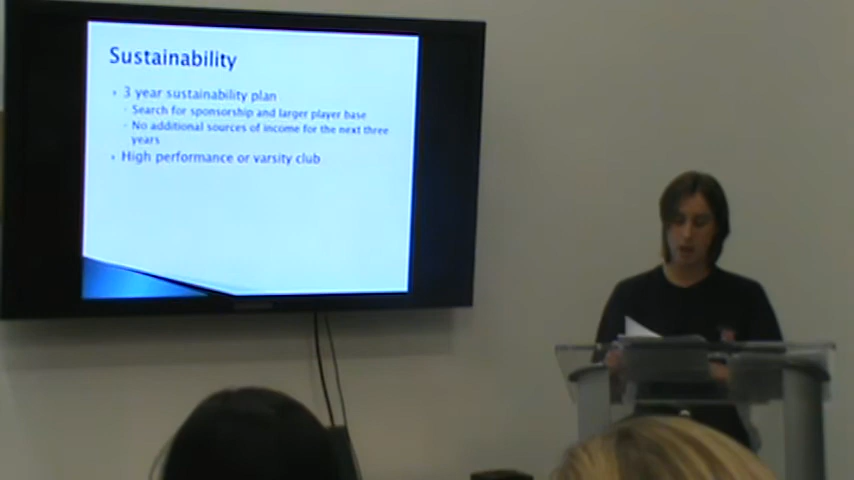 Sustainability
3 year sustainability plan
Search for sponsorship and larger player base
No additional sources of income for the next three
years
High performance or varsity club